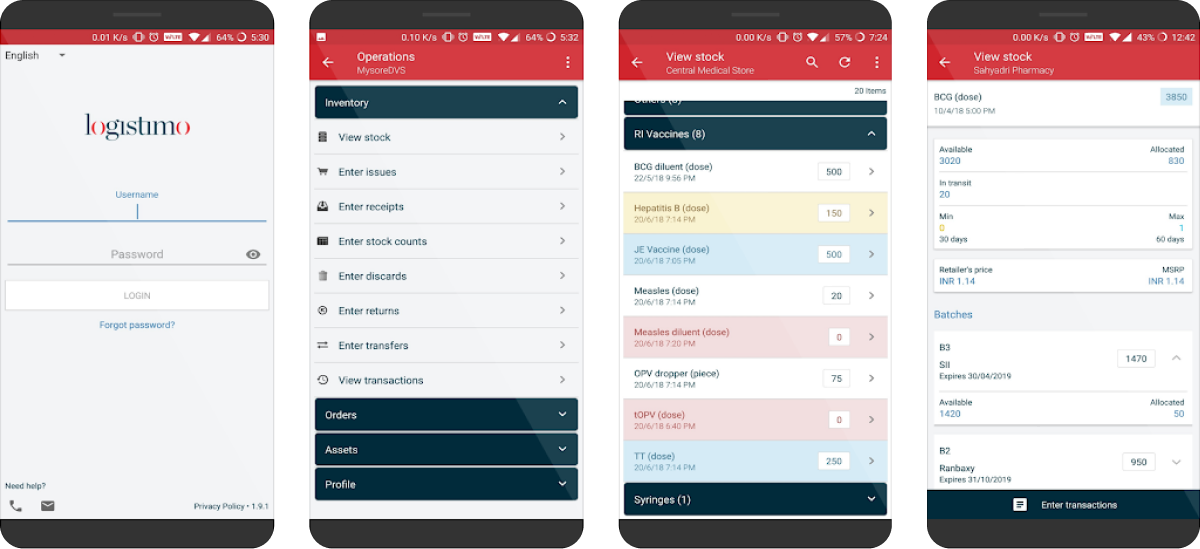 0.01 K/s VoLTE 64% 5:30
English
logistimo
Username
Password
LOGIN
Forgot password?
Need help?
Privacy Policy • 1.9.1
0.10 K/s VoLTE 64% 5:32
Operations
MysoreDVS
Inventory
View stock
Enter issues
Enter receipts
Enter stock counts
Enter discards
Enter returns
Enter transfers
View transactions
Orders
Assets
Profile
0.00 K/s 57% 7:24
View stock
Central Medical Store
20 Items
Others (6)
RI Vaccines (8)
BCG diluent (dose) 500
22/5/18 9:56 PM
Hepatitis B (dose) 150
20/6/18 7:14 PM
JE Vaccine (dose) 500
20/6/18 7:05 PM
Measles (dose) 20
20/6/18 7:14 PM
Measles diluent (dose) 0
20/6/18 7:20 PM
OPV dropper (piece) 75
20/6/18 7:14 PM
tOPV (dose) 0
20/6/18 6:40 PM
TT (dose) 250
20/6/18 7:14 PM
Syringes (1)
0.00 K/s VoLTE 43% 12:42
View stock
Sahyadri Pharmacy
BCG (dose) 3850
10/4/18 5:00 PM
Available Allocated
3020 830
In transit
20
Min Max
0 1
30 days 60 days
Retailer's price MSRP
INR 1.14 INR 1.14
Batches
B3
SII 1470
Expires 30/04/2019
Available Allocated
1420 50
B2
Ranbaxy 950
Expires 31/10/2019
Enter transactions